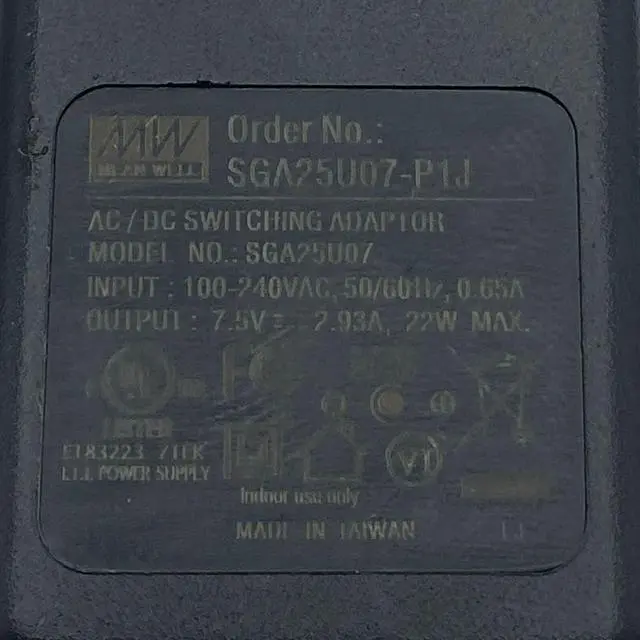 MW
MEAN WELL
Order No.:
SGA25U07-P1J
AC / DC SWITCHING ADAPTOR
MODEL NO.: SGA25U07
INPUT : 100-240VAC, 50/60Hz, 0.65A
OUTPUT : 7.5V⎓ 2.93A, 22W MAX.
E183223
POWER SUPPLY
VI
Indoor use only
MADE IN TAIWAN